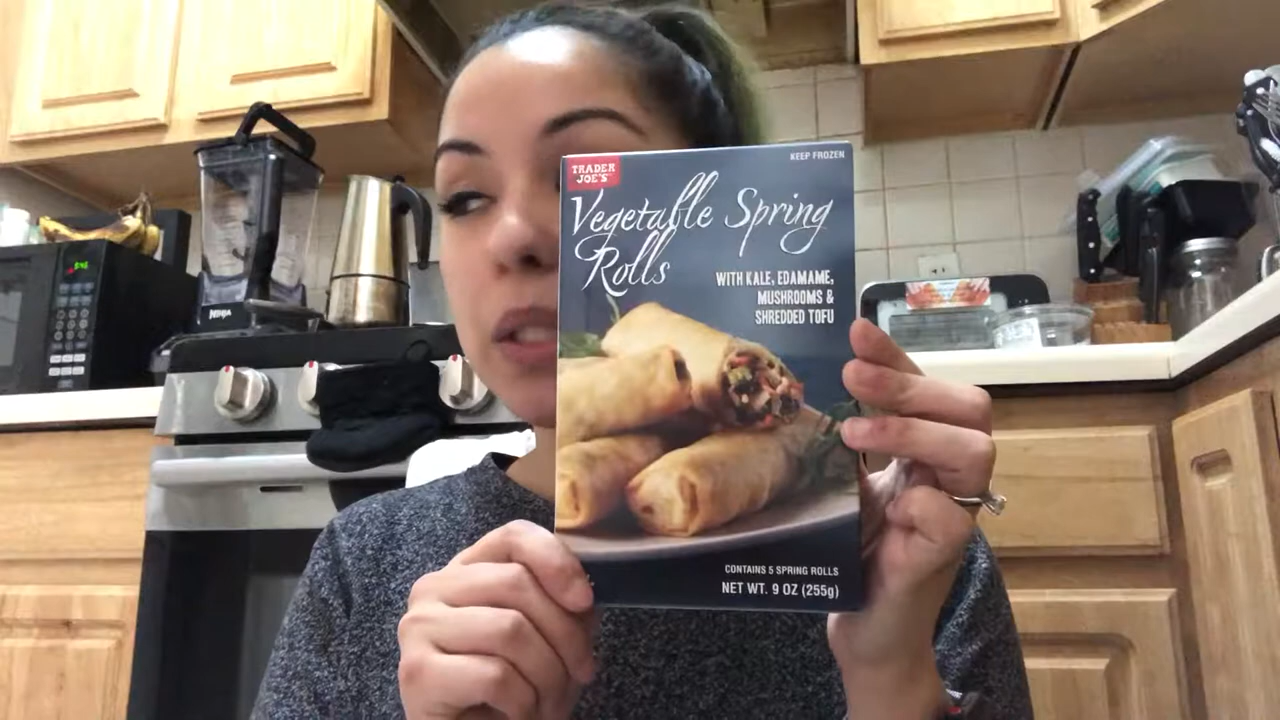 TRADER
JOE'S
KEEP FROZEN
Vegetable Spring
Rolls
WITH KALE, EDAMAME,
MUSHROOMS &
SHREDDED TOFU
CONTAINS 5 SPRING ROLLS
NET WT. 9 OZ (255g)
NINJA